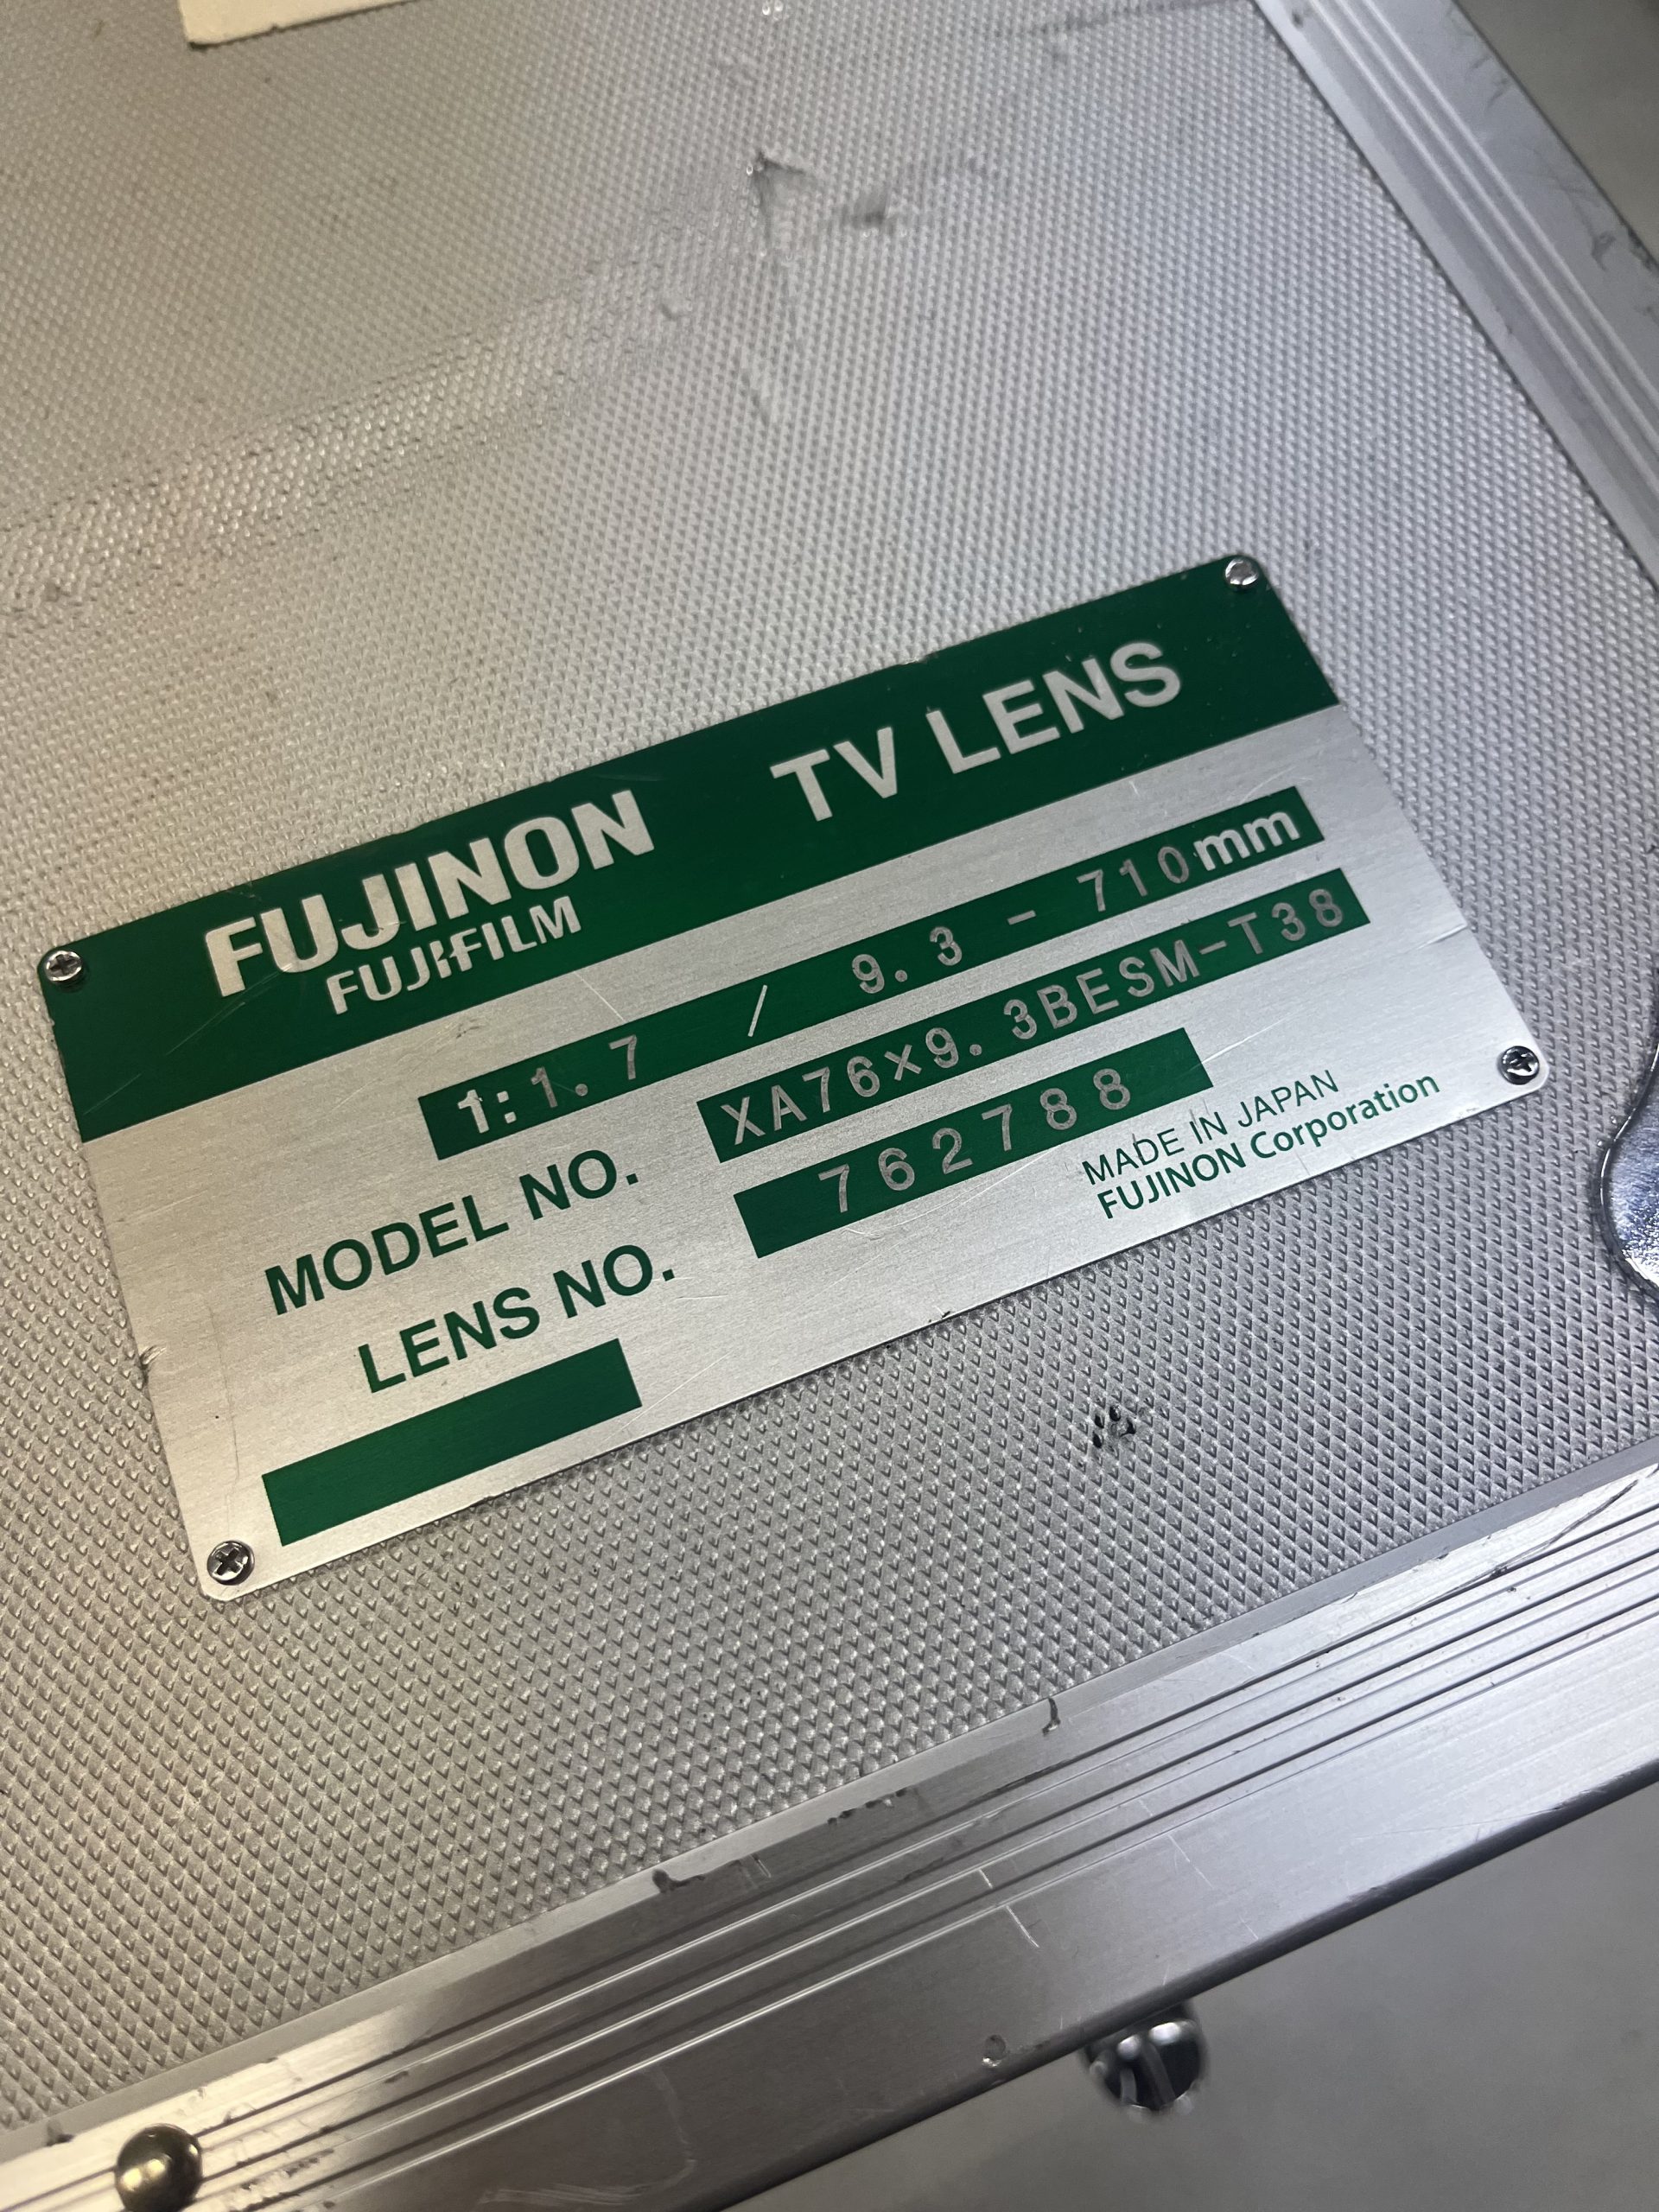 FUJINON TV LENS
FUJIFILM
1:1.7 / 9.3 - 710mm
MODEL NO. XA76×9.3BESM-T38
LENS NO. 762788
MADE IN JAPAN
FUJINON Corporation